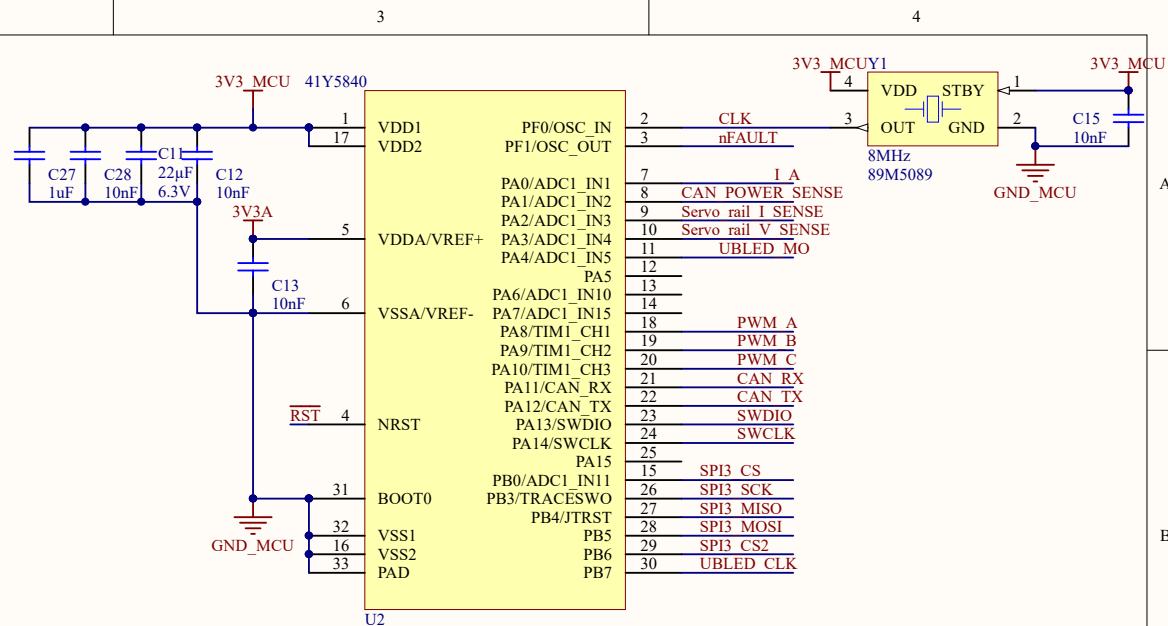 3
4
3V3_MCU
41Y5840
1
VDD1
17
VDD2
C27
1uF
C28
10nF
C11
22µF
6.3V
C12
10nF
3V3A
5
VDDA/VREF+
C13
10nF
6
VSSA/VREF-
RST
4
NRST
31
BOOT0
GND_MCU
32
VSS1
16
VSS2
33
PAD
U2
PF0/OSC_IN
2
CLK
PF1/OSC_OUT
3
nFAULT
PA0/ADC1_IN1
7
I_A
PA1/ADC1_IN2
8
CAN_POWER_SENSE
PA2/ADC1_IN3
9
Servo_rail_I_SENSE
PA3/ADC1_IN4
10
Servo_rail_V_SENSE
PA4/ADC1_IN5
11
UBLED_MO
PA5
12
PA6/ADC1_IN10
13
PA7/ADC1_IN15
14
PA8/TIM1_CH1
18
PWM_A
PA9/TIM1_CH2
19
PWM_B
PA10/TIM1_CH3
20
PWM_C
PA11/CAN_RX
21
CAN_RX
PA12/CAN_TX
22
CAN_TX
PA13/SWDIO
23
SWDIO
PA14/SWCLK
24
SWCLK
PA15
25
PB0/ADC1_IN11
15
SPI3_CS
PB3/TRACESWO
26
SPI3_SCK
PB4/JTRST
27
SPI3_MISO
PB5
28
SPI3_MOSI
PB6
29
SPI3_CS2
PB7
30
UBLED_CLK
3V3_MCU
Y1
4
VDD
STBY
1
3
OUT
GND
2
8MHz
89M5089
3V3_MCU
C15
10nF
GND_MCU
A
B